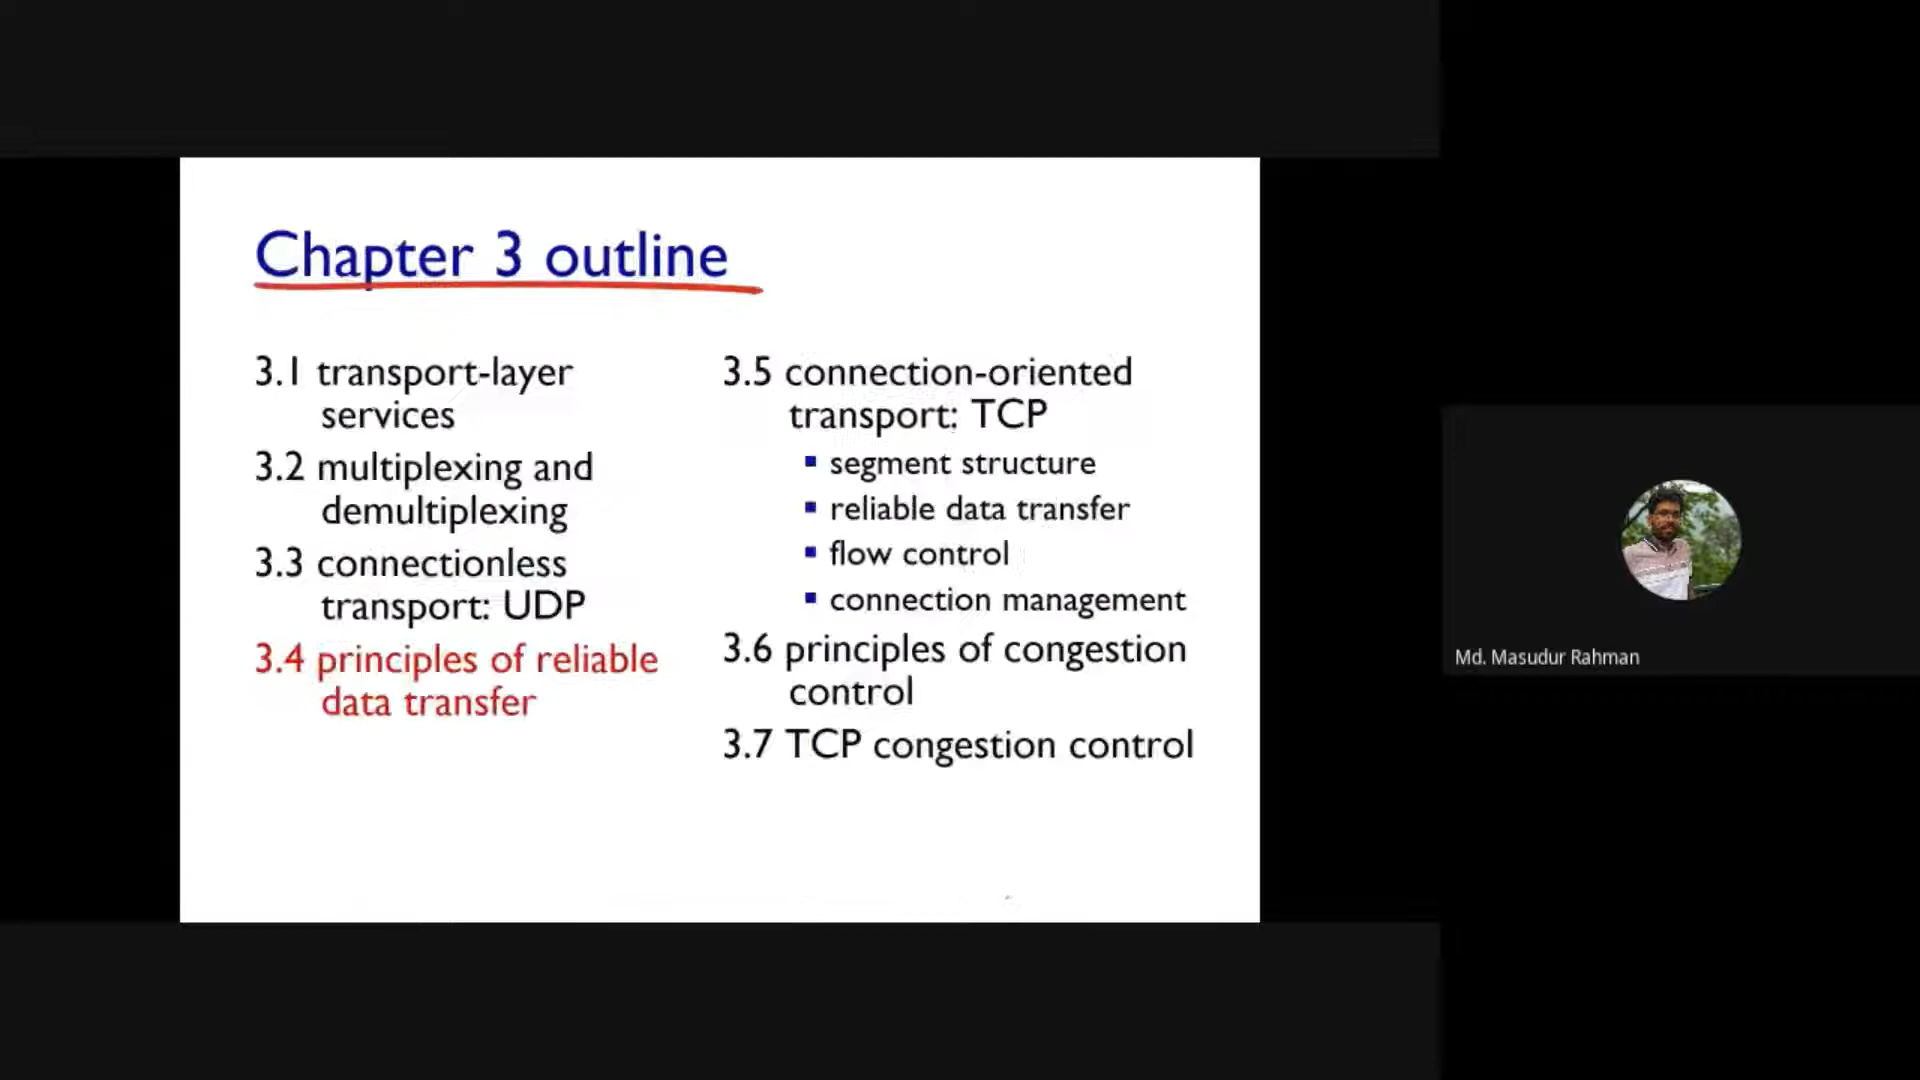 Chapter 3 outline
3.1 transport-layer
services
3.2 multiplexing and
demultiplexing
3.3 connectionless
transport: UDP
3.4 principles of reliable
data transfer
3.5 connection-oriented
transport: TCP
▪ segment structure
▪ reliable data transfer
▪ flow control
▪ connection management
3.6 principles of congestion
control
3.7 TCP congestion control
Md. Masudur Rahman